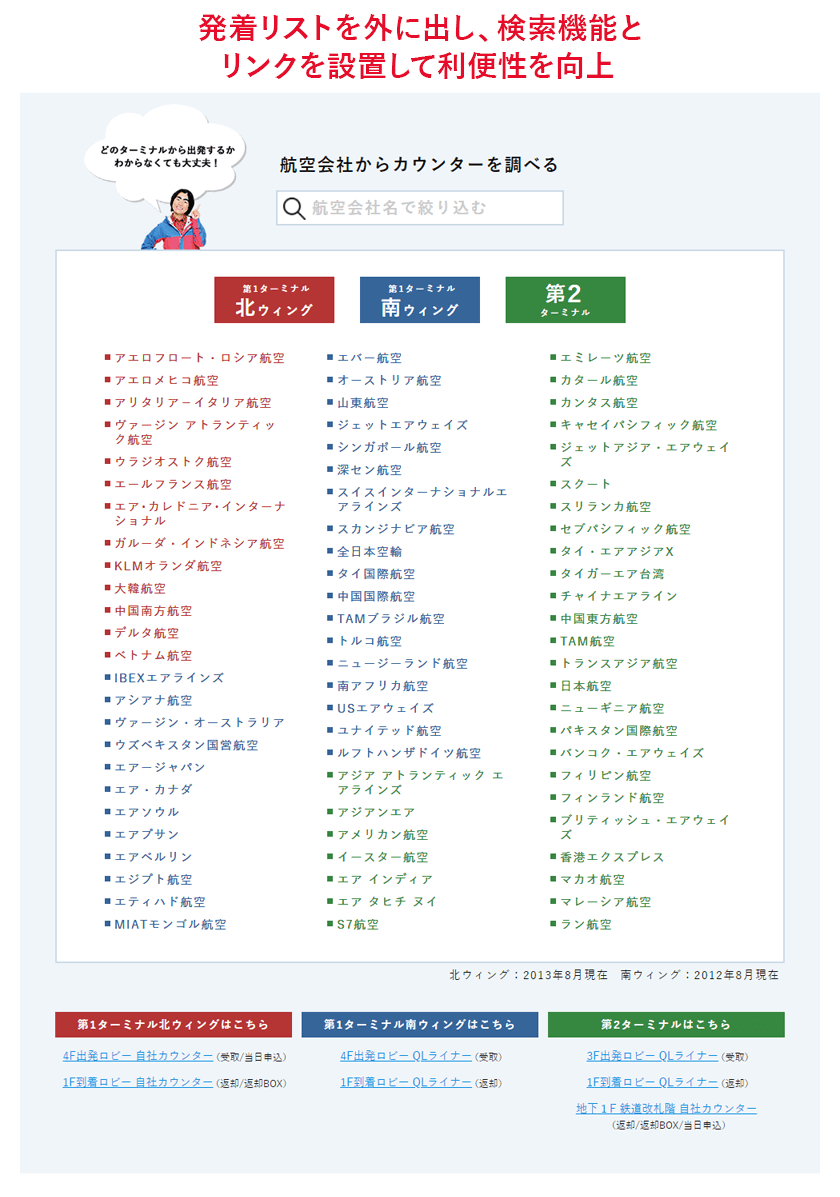 発着リストを外に出し、検索機能と
リンクを設置して利便性を向上
どのターミナルから出発するか
わからなくても大丈夫！
航空会社からカウンターを調べる
航空会社名で絞り込む
第1ターミナル
北ウィング
第1ターミナル
南ウィング
第2
ターミナル
アエロフロート・ロシア航空
アエロメヒコ航空
アリタリア－イタリア航空
ヴァージン アトランティッ
ク航空
ウラジオストク航空
エールフランス航空
エア・カレドニア・インターナ
ショナル
ガルーダ・インドネシア航空
KLMオランダ航空
大韓航空
中国南方航空
デルタ航空
ベトナム航空
IBEXエアラインズ
アシアナ航空
ヴァージン・オーストラリア
ウズベキスタン国営航空
エアージャパン
エア・カナダ
エアソウル
エアプサン
エアベルリン
エジプト航空
エティハド航空
MIATモンゴル航空
エバー航空
オーストリア航空
山東航空
ジェットエアウェイズ
シンガポール航空
深セン航空
スイスインターナショナルエ
アラインズ
スカンジナビア航空
全日本空輸
タイ国際航空
中国国際航空
TAMブラジル航空
トルコ航空
ニュージーランド航空
南アフリカ航空
USエアウェイズ
ユナイテッド航空
ルフトハンザドイツ航空
アジア アトランティック エ
アラインズ
アジアンエア
アメリカン航空
イースター航空
エア インディア
エア タヒチ ヌイ
S7航空
エミレーツ航空
カタール航空
カンタス航空
キャセイパシフィック航空
ジェットアジア・エアウェイ
ズ
スクート
スリランカ航空
セブパシフィック航空
タイ・エアアジアX
タイガーエア台湾
チャイナエアライン
中国東方航空
TAM航空
トランスアジア航空
日本航空
ニューギニア航空
パキスタン国際航空
バンコク・エアウェイズ
フィリピン航空
フィンランド航空
ブリティッシュ・エアウェイ
ズ
香港エクスプレス
マカオ航空
マレーシア航空
ラン航空
北ウィング：2013年8月現在　南ウィング：2012年8月現在
第1ターミナル北ウィングはこちら
4F出発ロビー 自社カウンター (受取/当日申込)
1F到着ロビー 自社カウンター (返却/返却BOX)
第1ターミナル南ウィングはこちら
4F出発ロビー QLライナー (受取)
1F到着ロビー QLライナー (返却)
第2ターミナルはこちら
3F出発ロビー QLライナー (受取)
1F到着ロビー QLライナー (返却)
地下１F 鉄道改札階 自社カウンター
(返却/返却BOX/当日申込)